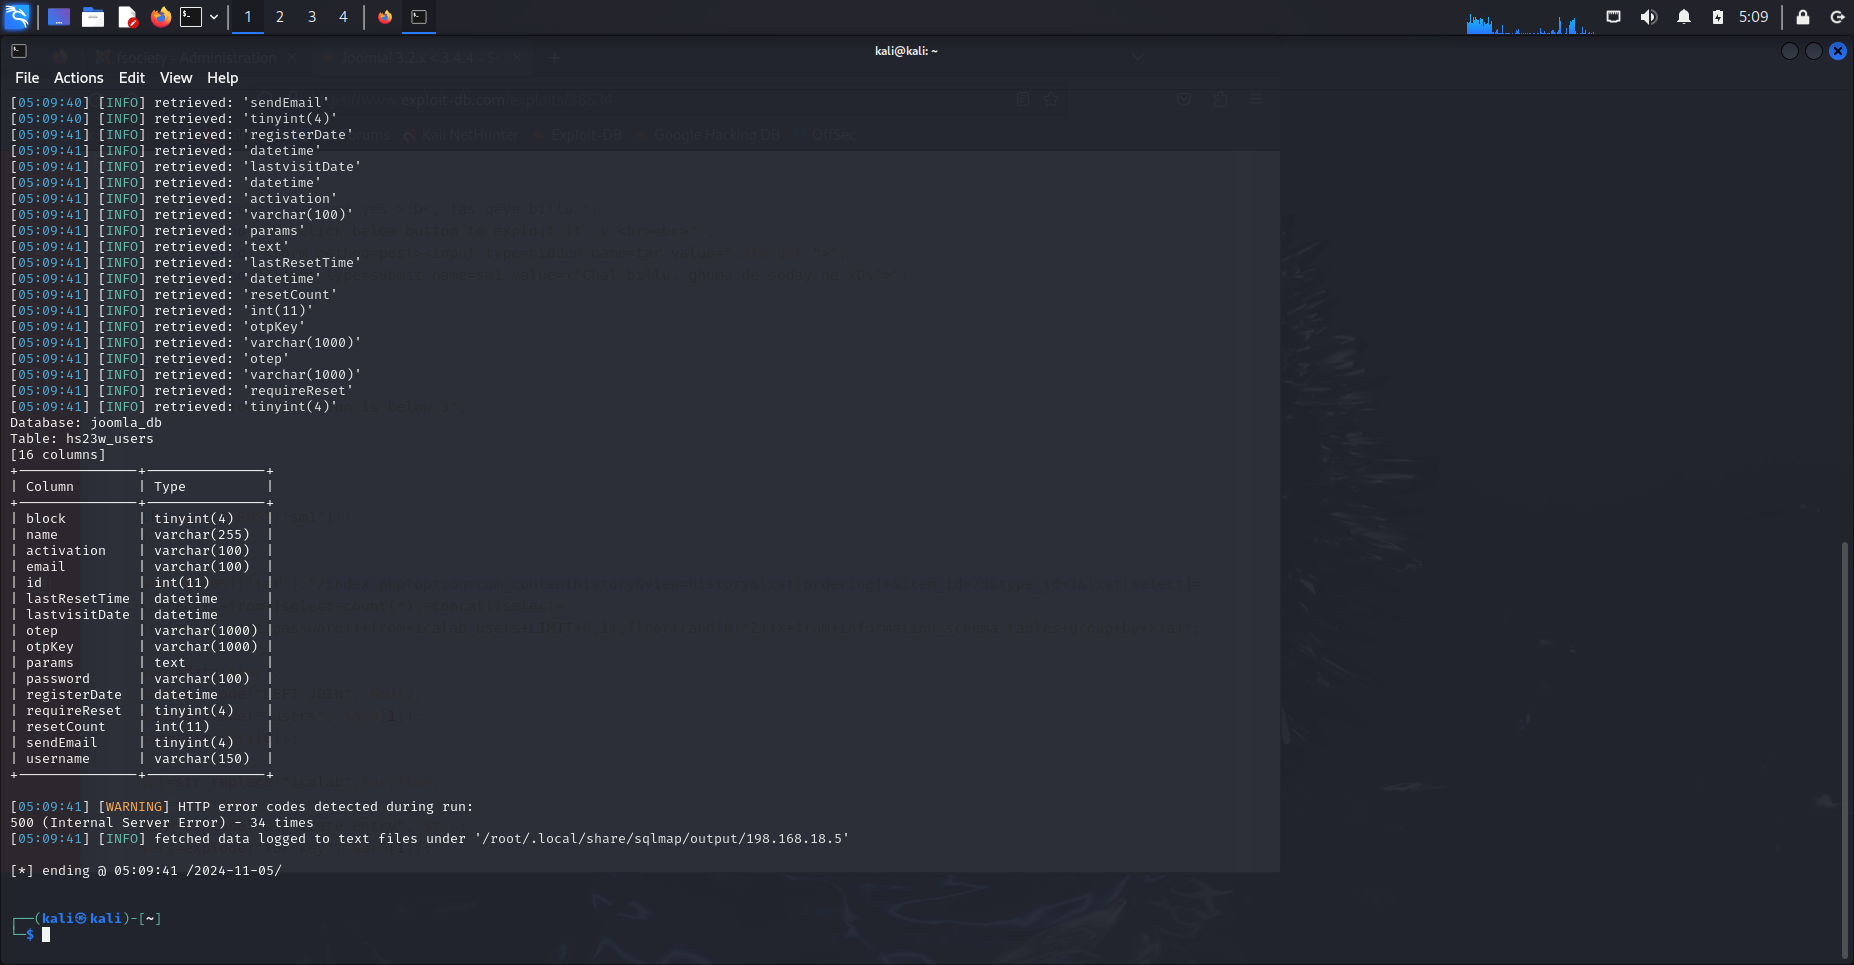 1 2 3 4 5:09
fsociety - Administration
kali@kali: ~
File Actions Edit View Help
[05:09:40] [INFO] retrieved: 'sendEmail'
[05:09:40] [INFO] retrieved: 'tinyint(4)'
[05:09:41] [INFO] retrieved: 'registerDate'
Kali NetHunter Exploit-DB Google Hacking DB OffSec
[05:09:41] [INFO] retrieved: 'datetime'
[05:09:41] [INFO] retrieved: 'lastvisitDate'
[05:09:41] [INFO] retrieved: 'datetime'
[05:09:41] [INFO] retrieved: 'activation'
[05:09:41] [INFO] retrieved: 'varchar(100)'
[05:09:41] [INFO] retrieved: 'params'
[05:09:41] [INFO] retrieved: 'text'
[05:09:41] [INFO] retrieved: 'lastResetTime'
[05:09:41] [INFO] retrieved: 'datetime'
[05:09:41] [INFO] retrieved: 'resetCount'
[05:09:41] [INFO] retrieved: 'int(11)'
[05:09:41] [INFO] retrieved: 'otpKey'
[05:09:41] [INFO] retrieved: 'varchar(1000)'
[05:09:41] [INFO] retrieved: 'otep'
[05:09:41] [INFO] retrieved: 'varchar(1000)'
[05:09:41] [INFO] retrieved: 'requireReset'
[05:09:41] [INFO] retrieved: 'tinyint(4)'
Database: joomla_db
Table: hs23w_users
[16 columns]
+---------------+---------------+
| Column | Type |
+---------------+---------------+
| block | tinyint(4) |
| name | varchar(255) |
| activation | varchar(100) |
| email | varchar(100) |
| id | int(11) |
| lastResetTime | datetime |
| lastvisitDate | datetime |
| otep | varchar(1000) |
| otpKey | varchar(1000) |
| params | text |
| password | varchar(100) |
| registerDate | datetime |
| requireReset | tinyint(4) |
| resetCount | int(11) |
| sendEmail | tinyint(4) |
| username | varchar(150) |
+---------------+---------------+
[05:09:41] [WARNING] HTTP error codes detected during run:
500 (Internal Server Error) - 34 times
[05:09:41] [INFO] fetched data logged to text files under '/root/.local/share/sqlmap/output/198.168.18.5'
[*] ending @ 05:09:41 /2024-11-05/
┌──(kali㉿kali)-[~]
└─$